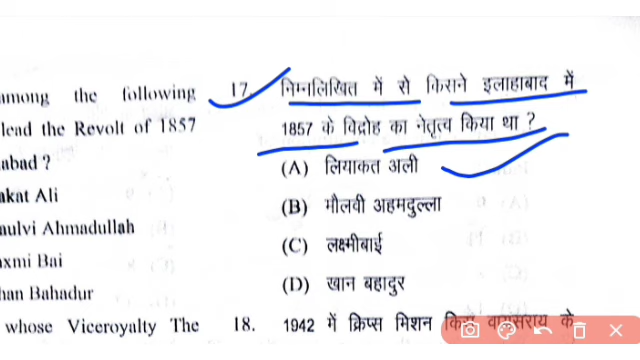 among the following
lead the Revolt of 1857
abad ?
akat Ali
aulvi Ahmadullah
axmi Bai
han Bahadur
whose Viceroyalty The
17. निम्नलिखित में से किसने इलाहाबाद में
1857 के विद्रोह का नेतृत्व किया था ?
(A) लियाकत अली
(B) मौलवी अहमदुल्ला
(C) लक्ष्मीबाई
(D) खान बहादुर
18. 1942 में क्रिप्स मिशन किस वायसराय के